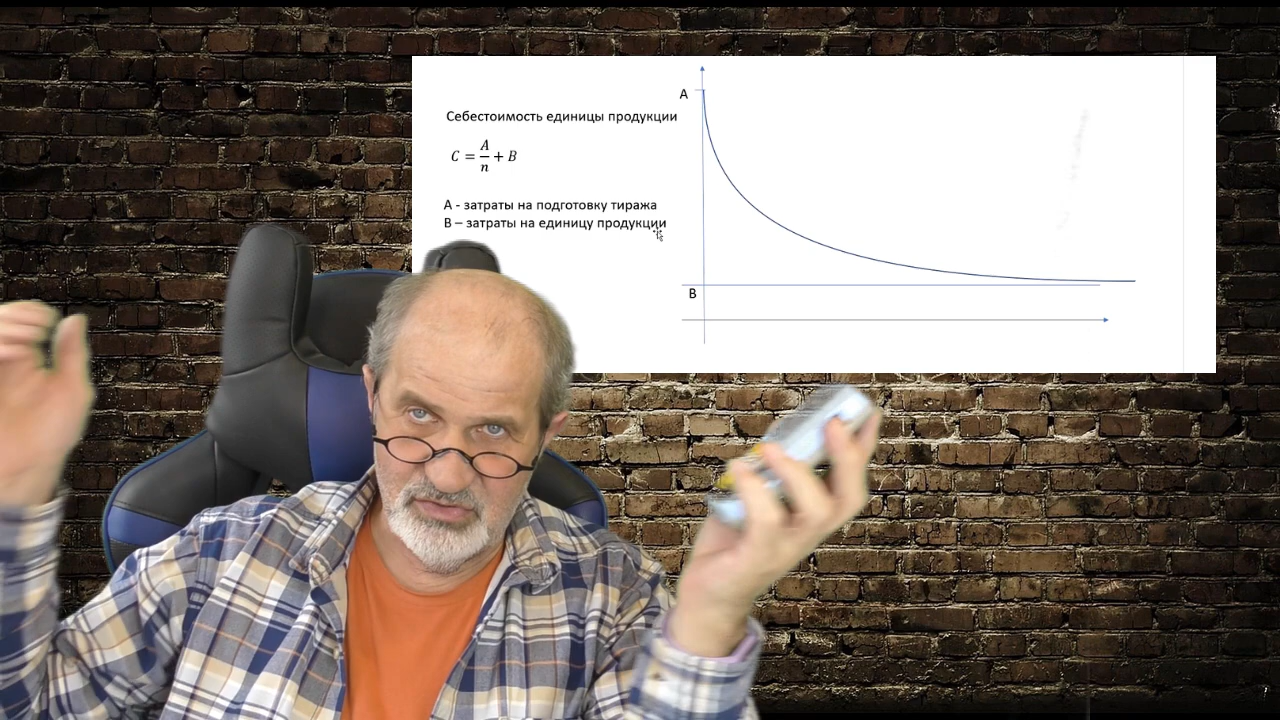 Себестоимость единицы продукции
C = A/n + B
А - затраты на подготовку тиража
В – затраты на единицу продукции
А
В